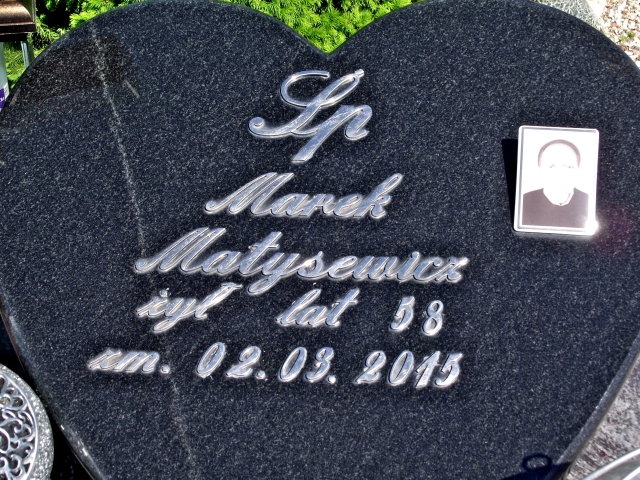 Śp
Marek
Matysewicz
żył lat 58
zm. 02.03.2015